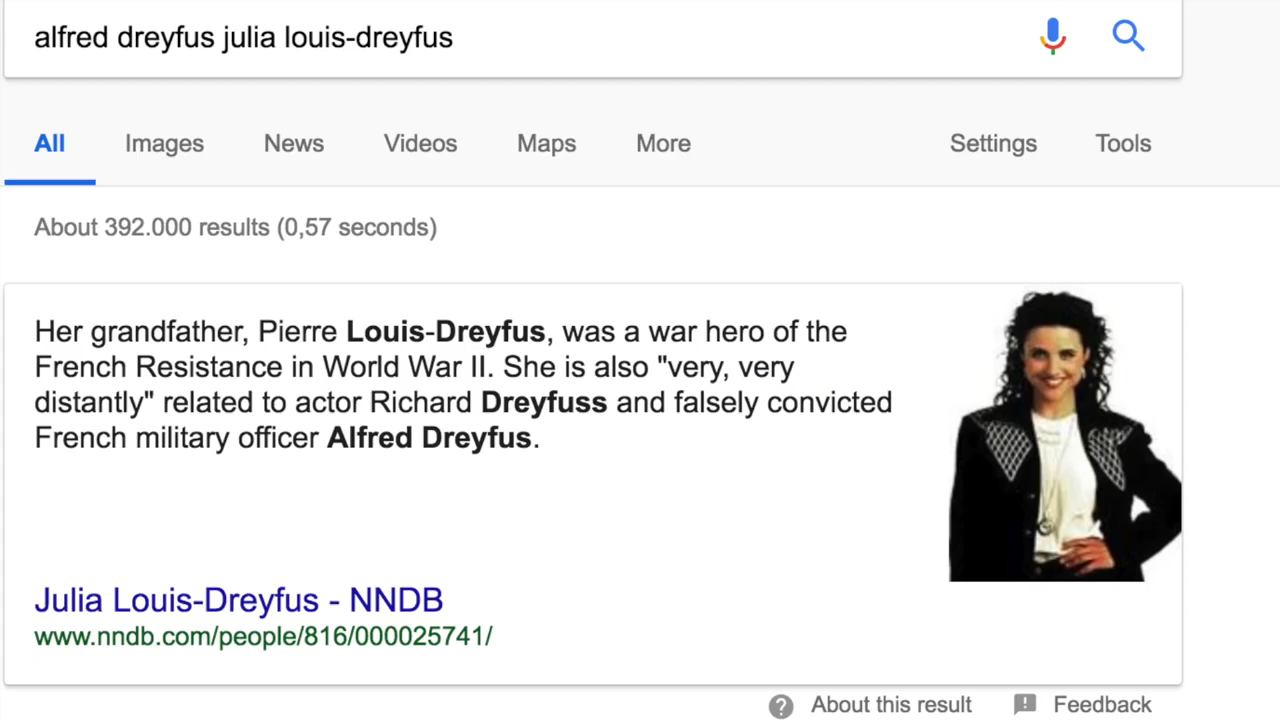 alfred dreyfus julia louis-dreyfus
All Images News Videos Maps More Settings Tools
About 392.000 results (0,57 seconds)
Her grandfather, Pierre Louis-Dreyfus, was a war hero of the
French Resistance in World War II. She is also "very, very
distantly" related to actor Richard Dreyfuss and falsely convicted
French military officer Alfred Dreyfus.
Julia Louis-Dreyfus - NNDB
www.nndb.com/people/816/000025741/
About this result Feedback